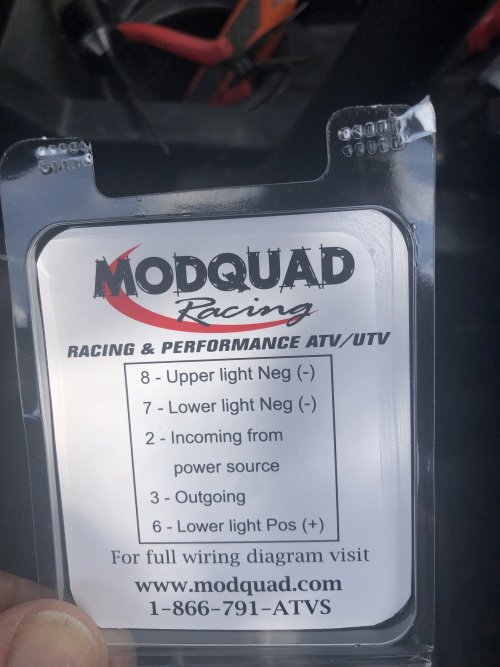 MODQUAD
Racing
RACING & PERFORMANCE ATV/UTV
8 - Upper light Neg (-)
7 - Lower light Neg (-)
2 - Incoming from
power source
3 - Outgoing
6 - Lower light Pos (+)
For full wiring diagram visit
www.modquad.com
1-866-791-ATVS